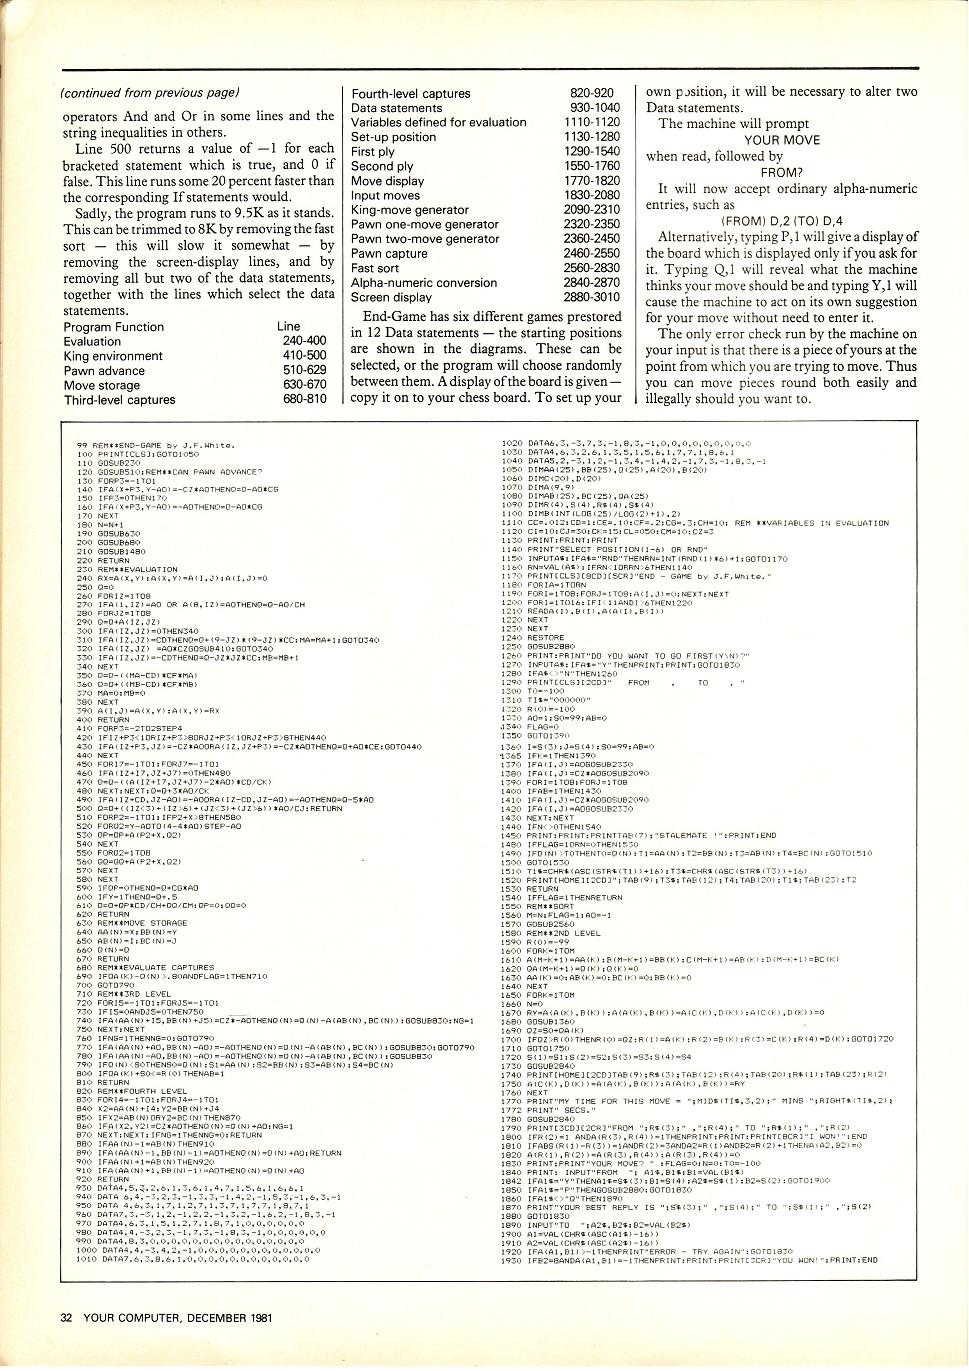 (continued from previous page)
operators And and Or in some lines and the
string inequalities in others.
Line 500 returns a value of —1 for each
bracketed statement which is true, and 0 if
false. This line runs some 20 percent faster than
the corresponding If statements would.
Sadly, the program runs to 9.5K as it stands.
This can be trimmed to 8K by removing the fast
sort — this will slow it somewhat — by
removing the screen-display lines, and by
removing all but two of the data statements,
together with the lines which select the data
statements.
Program Function Line
Evaluation 240-400
King environment 410-500
Pawn advance 510-629
Move storage 630-670
Third-level captures 680-810
Fourth-level captures 820-920
Data statements 930-1040
Variables defined for evaluation 1110-1120
Set-up position 1130-1280
First ply 1290-1540
Second ply 1550-1760
Move display 1770-1820
Input moves 1830-2080
King-move generator 2090-2310
Pawn one-move generator 2320-2350
Pawn two-move generator 2360-2450
Pawn capture 2460-2550
Fast sort 2560-2830
Alpha-numeric conversion 2840-2870
Screen display 2880-3010
End-Game has six different games prestored
in 12 Data statements — the starting positions
are shown in the diagrams. These can be
selected, or the program will choose randomly
between them. A display of the board is given —
copy it on to your chess board. To set up your
own position, it will be necessary to alter two
Data statements.
The machine will prompt
YOUR MOVE
when read, followed by
FROM?
It will now accept ordinary alpha-numeric
entries, such as
(FROM) D,2 (TO) D,4
Alternatively, typing P,1 will give a display of
the board which is displayed only if you ask for
it. Typing Q,1 will reveal what the machine
thinks your move should be and typing Y,1 will
cause the machine to act on its own suggestion
for your move without need to enter it.
The only error check run by the machine on
your input is that there is a piece of yours at the
point from which you are trying to move. Thus
you can move pieces round both easily and
illegally should you want to.
99 REM**END-GAME by J.F.White.
100 PRINT[CLS];GOTO1050
110 GOSUB230
120 GOSUB510:REM**CAN PAWN ADVANCE?
130 FORP3=-1TO1
140 IFA(X+P3,Y-AO)=-CZ*AOTHENQ=Q-AO*CG
150 IFP3=0THEN170
160 IFA(X+P3,Y-AO)=-AOTHENQ=Q-AO*CG
170 NEXT
180 N=N+1
190 GOSUB630
200 GOSUB680
210 GOSUB1480
220 RETURN
230 REM**EVALUATION
240 RX=A(X,Y):A(X,Y)=A(I,J):A(I,J)=0
250 Q=0
260 FORIZ=1TO8
270 IFA(1,IZ)=AO OR A(8,IZ)=AOTHENQ=Q-AO/CH
280 FORJZ=1TO8
290 Q=Q+A(IZ,JZ)
300 IFA(IZ,JZ)=0THEN340
310 IFA(IZ,JZ)=CDTHENQ=Q+(9-JZ)*(9-JZ)*CC:MA=MA+1:GOTO340
320 IFA(IZ,JZ) =AO*CZGOSUB410:GOTO340
330 IFA(IZ,JZ)=-CDTHENQ=Q-JZ*JZ*CC:MB=MB+1
340 NEXT
350 Q=Q-((MA-CD)*CF*MA)
360 Q=Q+((MB-CD)*CF*MB)
370 MA=0:MB=0
380 NEXT
390 A(I,J)=A(X,Y):A(X,Y)=RX
400 RETURN
410 FORP3=-2TO2STEP4
420 IFIZ+P3<1ORIZ+P3>8ORJZ+P3<1ORJZ+P3>8THEN440
430 IFA(IZ+P3,JZ)=-CZ*AOORA(IZ,JZ+P3)=-CZ*AOTHENQ=Q+AO*CE:GOTO440
440 NEXT
450 FORI7=-1TO1:FORJ7=-1TO1
460 IFA(IZ+I7,JZ+J7)=0THEN480
470 Q=Q-((A(IZ+I7,JZ+J7)-2*AO)*CD/CK)
480 NEXT:NEXT:Q=Q+3*AO/CK
490 IFA(IZ+CD,JZ-AO)=-AOORA(IZ-CD,JZ-AO)=-AOTHENQ=Q-5*AO
500 Q=Q+((IZ<3)+(IZ>6)+(JZ<3)+(JZ>6))*AO/CJ:RETURN
510 FORP2=-1TO1:IFP2+X>8THEN580
520 FORQ2=Y-AOTO(4-4*AO)STEP-AO
530 QP=QP+A(P2+X,Q2)
540 NEXT
550 FORQ2=1TO8
560 QQ=QQ+A(P2+X,Q2)
570 NEXT
580 NEXT
590 IFQP=0THENQ=Q+CG*AO
600 IFY=1THENQ=Q+.5
610 Q=Q+QP*CD/CH+QQ/CM:QP=0:QQ=0
620 RETURN
630 REM**MOVE STORAGE
640 AA(N)=X:BB(N)=Y
650 AB(N)=I:BC(N)=J
660 Q(N)=Q
670 RETURN
680 REM**EVALUATE CAPTURES
690 IFQA(K)-Q(N)>.80ANDFLAG=1THEN710
700 GOTO790
710 REM**3RD LEVEL
720 FORI5=-1TO1:FORJ5=-1TO1
730 IFI5=0ANDJ5=0THEN750
740 IFA(AA(N)+I5,BB(N)+J5)=CZ*-AOTHENQ(N)=Q(N)-A(AB(N),BC(N)):GOSUB830:NG=1
750 NEXT:NEXT
760 IFNG=1THENNG=0:GOTO790
770 IFA(AA(N)+AO,BB(N)-AO)=-AOTHENQ(N)=Q(N)-A(AB(N),BC(N)):GOSUB830:GOTO790
780 IFA(AA(N)-AO,BB(N)-AO)=-AOTHENQ(N)=Q(N)-A(AB(N),BC(N)):GOSUB830
790 IFQ(N)<S0THENS0=Q(N):S1=AA(N):S2=BB(N):S3=AB(N):S4=BC(N)
800 IFQA(K)+S0<=R(0)THENAB=1
810 RETURN
820 REM**FOURTH LEVEL
830 FORI4=-1TO1:FORJ4=-1TO1
840 X2=AA(N)+I4:Y2=BB(N)+J4
850 IFX2=AB(N)ORY2=BC(N)THEN870
860 IFA(X2,Y2)=CZ*AOTHENQ(N)=Q(N)+AO:NG=1
870 NEXT:NEXT:IFNG=1THENNG=0:RETURN
880 IFAA(N)-1=AB(N)THEN910
890 IFA(AA(N)-1,BB(N)-1)=AOTHENQ(N)=Q(N)+AO:RETURN
900 IFAA(N)+1=AB(N)THEN920
910 IFA(AA(N)+1,BB(N)-1)=AOTHENQ(N)=Q(N)+AO
920 RETURN
930 DATA4,5,3,2,6,1,3,6,1,4,7,1,5,6,1,6,6,1
940 DATA 6,4,-3,2,3,-1,3,3,-1,4,2,-1,5,3,-1,6,3,-1
950 DATA 4,6,3,1,7,1,2,7,1,3,7,1,7,7,1,8,7,1
960 DATA7,3,-3,1,2,-1,2,2,-1,3,2,-1,6,2,-1,8,3,-1
970 DATA4,6,3,1,5,1,2,7,1,8,7,1,0,0,0,0,0,0
980 DATA4,4,-3,2,3,-1,7,3,-1,8,3,-1,0,0,0,0,0,0
990 DATA4,8,3,0,0,0,0,0,0,0,0,0,0,0,0,0,0,0
1000 DATA4,4,-3,4,2,-1,0,0,0,0,0,0,0,0,0,0,0,0
1010 DATA7,6,3,8,6,1,0,0,0,0,0,0,0,0,0,0,0,0
1020 DATA6,3,-3,7,3,-1,8,3,-1,0,0,0,0,0,0,0,0,0
1030 DATA4,6,3,2,6,1,3,5,1,5,6,1,7,7,1,8,6,1
1040 DATA5,2,-3,1,2,-1,3,4,-1,4,2,-1,7,3,-1,8,3,-1
1050 DIMAA(25),BB(25),Q(25),A(20),B(20)
1060 DIMC(20),D(20)
1070 DIMA(9,9)
1080 DIMAB(25),BC(25),QA(25)
1090 DIMR(4),S(4),R$(4),S$(4)
1100 DIMB(INT(LOG(25)/LOG(2)+1),2)
1110 CC=.012:CD=1:CE=.10:CF=.2:CG=.3:CH=10: REM **VARIABLES IN EVALUATION
1120 CI=10:CJ=30:CK=15:CL=050:CM=10:CZ=3
1130 PRINT:PRINT:PRINT
1140 PRINT"SELECT POSITION(1-6) OR RND"
1150 INPUTA$:IFA$="RND"THENRN=INT(RND(1)*6)+1:GOTO1170
1160 RN=VAL(A$):IFRN<1ORRN>6THEN1140
1170 PRINT[CLS][8CD][5CR]"END - GAME by J.F.White."
1180 FORIA=1TORN
1190 FORI=1TO8:FORJ=1TO8:A(I,J)=0:NEXT:NEXT
1200 FORI=1TO16:IFI<11ANDI>6THEN1220
1210 READA(I),B(I),A(A(I),B(I))
1220 NEXT
1230 NEXT
1240 RESTORE
1250 GOSUB2880
1260 PRINT:PRINT"DO YOU WANT TO GO FIRST(Y\N)?"
1270 INPUTA$:IFA$="Y"THENPRINT:PRINT:GOTO1830
1280 IFA$<>"N"THEN1260
1290 PRINT[CLS][2CD]" FROM , TO , "
1300 T0=-100
1310 TI$="000000"
1320 R(0)=-100
1330 AO=1:S0=99:AB=0
1340 FLAG=0
1350 GOTO1390
1360 I=S(3):J=S(4):S0=99:AB=0
1365 IFK=1THEN1390
1370 IFA(I,J)=AOGOSUB2330
1380 IFA(I,J)=CZ*AOGOSUB2090
1390 FORI=1TO8:FORJ=1TO8
1400 IFAB=1THEN1430
1410 IFA(I,J)=CZ*AOGOSUB2090
1420 IFA(I,J)=AOGOSUB2330
1430 NEXT:NEXT
1440 IFN<>0THEN1540
1450 PRINT:PRINT:PRINTTAB(7);"STALEMATE !":PRINT:END
1480 IFFLAG=1ORN=0THEN1530
1490 IFQ(N)>T0THENT0=Q(N):T1=AA(N):T2=BB(N):T3=AB(N):T4=BC(N):GOTO1510
1500 GOTO1530
1510 T1$=CHR$(ASC(STR$(T1))+16):T3$=CHR$(ASC(STR$(T3))+16)
1520 PRINT[HOME][2CD]";TAB(9);T3$;TAB(12);T4;TAB(20);T1$;TAB(23);T2
1530 RETURN
1540 IFFLAG=1THENRETURN
1550 REM**SORT
1560 M=N:FLAG=1:AO=-1
1570 GOSUB2560
1580 REM**2ND LEVEL
1590 R(0)=-99
1600 FORK=1TOM
1610 A(M-K+1)=AA(K):B(M-K+1)=BB(K):C(M-K+1)=AB(K):D(M-K+1)=BC(K)
1620 QA(M-K+1)=Q(K):Q(K)=0
1630 AA(K)=0:AB(K)=0:BC(K)=0:BB(K)=0
1640 NEXT
1650 FORK=1TOM
1660 N=0
1670 RY=A(A(K),B(K)):A(A(K),B(K))=A(C(K),D(K)):A(C(K),D(K))=0
1680 GOSUB1360
1690 QZ=S0+QA(K)
1700 IFQZ>R(0)THENR(0)=QZ:R(1)=A(K):R(2)=B(K):R(3)=C(K):R(4)=D(K):GOTO1720
1710 GOTO1750
1720 S(1)=S1:S(2)=S2:S(3)=S3:S(4)=S4
1730 GOSUB2840
1740 PRINT[HOME][2CD]TAB(9);R$(3);TAB(12);R(4);TAB(20);R$(1);TAB(23);R(2)
1750 A(C(K),D(K))=A(A(K),B(K)):A(A(K),B(K))=RY
1760 NEXT
1770 PRINT"MY TIME FOR THIS MOVE = ";MID$(TI$,3,2);" MINS ";RIGHT$(TI$,2);
1772 PRINT" SECS."
1780 GOSUB2840
1790 PRINT[3CD][2CR]"FROM ";R$(3);" ,";R(4);" TO ";R$(1);" ,";R(2)
1800 IFR(2)=1 ANDA(R(3),R(4))=1THENPRINT:PRINT:PRINT[8CR]"I WON!":END
1810 IFABS(R(1)-R(3))=1ANDR(2)=3ANDA2=R(1)ANDB2=R(2)+1THENA(A2,B2)=0
1820 A(R(1),R(2))=A(R(3),R(4)):A(R(3),R(4))=0
1830 PRINT:PRINT"YOUR MOVE? " :FLAG=0:N=0:T0=-100
1840 PRINT: INPUT"FROM "; A1$,B1$:B1=VAL(B1$)
1842 IFA1$="Y"THENA1$=S$(3):B1=S(4):A2$=S$(1):B2=S(2):GOTO1900
1850 IFA1$="P"THENGOSUB2880:GOTO1830
1860 IFA1$<>"Q"THEN1890
1870 PRINT"YOUR BEST REPLY IS ";S$(3);" ,";S(4);" TO ";S$(1);" ,";S(2)
1880 GOTO1830
1890 INPUT"TO ";A2$,B2$:B2=VAL(B2$)
1900 A1=VAL(CHR$(ASC(A1$)-16))
1910 A2=VAL(CHR$(ASC(A2$)-16))
1920 IFA(A1,B1)>-1THENPRINT"ERROR - TRY AGAIN":GOTO1830
1930 IFB2=8ANDA(A1,B1)=-1THENPRINT:PRINT:PRINT[3CR]"YOU WON!":PRINT:END
32 YOUR COMPUTER, DECEMBER 1981